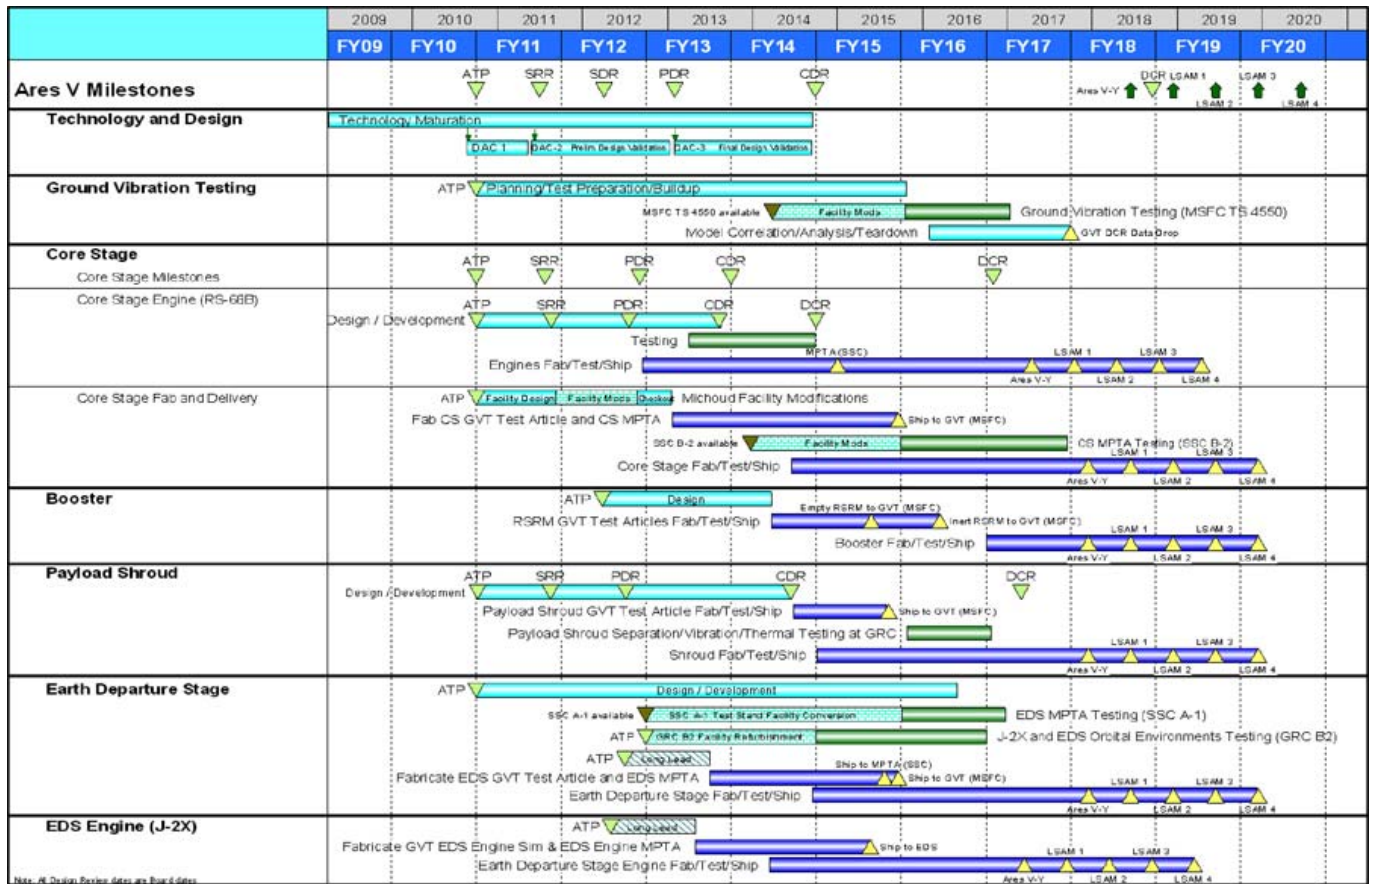 2009 2010 2011 2012 2013 2014 2015 2016 2017 2018 2019 2020
FY09 FY10 FY11 FY12 FY13 FY14 FY15 FY16 FY17 FY18 FY19 FY20
ATP SRR SDR PDR CDR DCR LSAM 1 LSAM 3
Ares V Milestones Ares V-Y
LSAM 2 LSAM 4
Technology and Design Technology Maturation
DAC 1 DAC-2 Prelim Design Validation DAC-3 Final Design Validation
Ground Vibration Testing ATP Planning/Test Preparation/Buildup
MSFC TS 4550 available Facility Mods Ground Vibration Testing (MSFC TS 4550)
Model Correlation/Analysis/Teardown GVT DCR Data Drop
Core Stage
ATP SRR PDR CDR DCR
Core Stage Milestones
Core Stage Engine (RS-68B) ATP SRR PDR CDR DCR
Design / Development
Testing
MPTA (SSC) LSAM 1 LSAM 3
Engines Fab/Test/Ship
Ares V-Y LSAM 2 LSAM 4
Core Stage Fab and Delivery ATP Facility Design Facility Mods Checkout Michoud Facility Modifications
Fab CS GVT Test Article and CS MPTA Ship to GVT (MSFC)
SSC B-2 available Facility Mods CS MPTA Testing (SSC B-2)
LSAM 1 LSAM 3
Core Stage Fab/Test/Ship
Ares V-Y LSAM 2 LSAM 4
Booster ATP Design
Empty RSRM to GVT (MSFC)
RSRM GVT Test Articles Fab/Test/Ship Inert RSRM to GVT (MSFC)
LSAM 1 LSAM 3
Booster Fab/Test/Ship
Ares V-Y LSAM 2 LSAM 4
Payload Shroud ATP SRR PDR CDR DCR
Design / Development
Payload Shroud GVT Test Article Fab/Test/Ship Ship to GVT (MSFC)
Payload Shroud Separation/Vibration/Thermal Testing at GRC
LSAM 1 LSAM 3
Shroud Fab/Test/Ship
Ares V-Y LSAM 2 LSAM 4
Earth Departure Stage ATP Design / Development
SSC A-1 available SSC A-1 Test Stand Facility Conversion EDS MPTA Testing (SSC A-1)
ATP GRC B2 Facility Refurbishment J-2X and EDS Orbital Environments Testing (GRC B2)
ATP Long Lead
Ship to MPTA (SSC)
Fabricate EDS GVT Test Article and EDS MPTA Ship to GVT (MSFC)
LSAM 1 LSAM 3
Earth Departure Stage Fab/Test/Ship
Ares V-Y LSAM 2 LSAM 4
EDS Engine (J-2X) ATP Long Lead
Fabricate GVT EDS Engine Sim & EDS Engine MPTA Ship to EDS
LSAM 1 LSAM 3
Earth Departure Stage Engine Fab/Test/Ship
Ares V-Y LSAM 2 LSAM 4
Note: All Design Review dates are Board dates